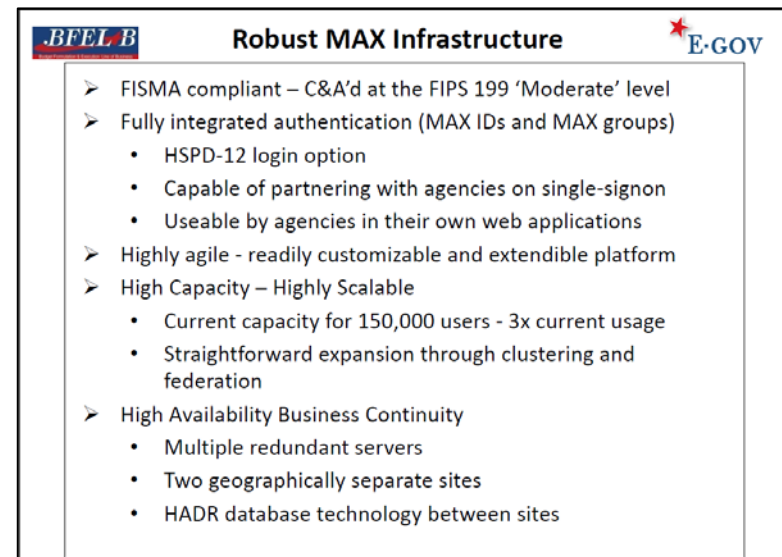 .BFELoB
Robust MAX Infrastructure
E-GOV
➢ FISMA compliant – C&A'd at the FIPS 199 'Moderate' level
➢ Fully integrated authentication (MAX IDs and MAX groups)
• HSPD-12 login option
• Capable of partnering with agencies on single-signon
• Useable by agencies in their own web applications
➢ Highly agile - readily customizable and extendible platform
➢ High Capacity – Highly Scalable
• Current capacity for 150,000 users - 3x current usage
• Straightforward expansion through clustering and
federation
➢ High Availability Business Continuity
• Multiple redundant servers
• Two geographically separate sites
• HADR database technology between sites